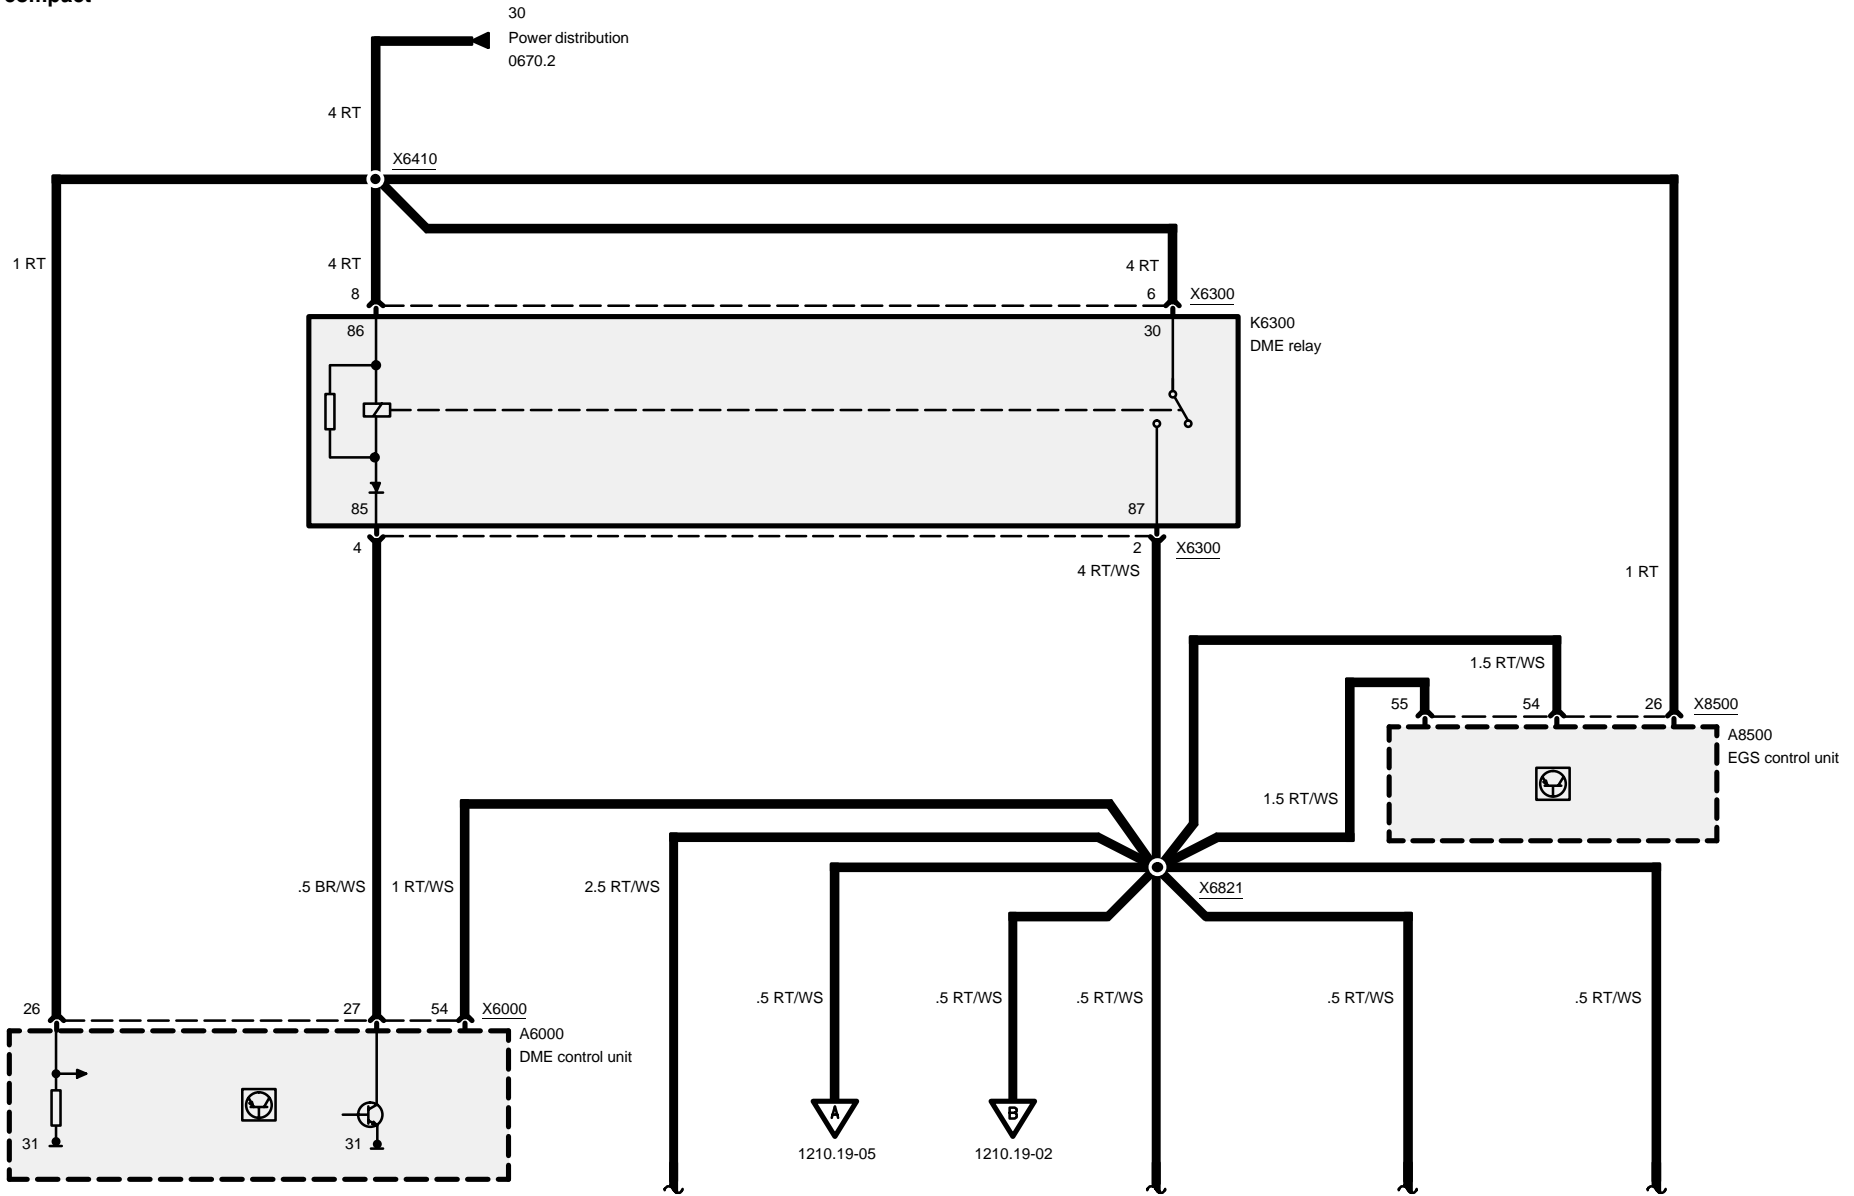 compact
30
Power distribution
0670.2
4 RT
X6410
1 RT
4 RT
4 RT
8
6
X6300
86
30
K6300
DME relay
85
87
4
2
X6300
4 RT/WS
1 RT
1.5 RT/WS
55
54
26
X8500
A8500
EGS control unit
1.5 RT/WS
.5 BR/WS
1 RT/WS
2.5 RT/WS
X6821
.5 RT/WS
.5 RT/WS
.5 RT/WS
.5 RT/WS
.5 RT/WS
26
27
54
X6000
A6000
DME control unit
A
B
31
31
1210.19-05
1210.19-02